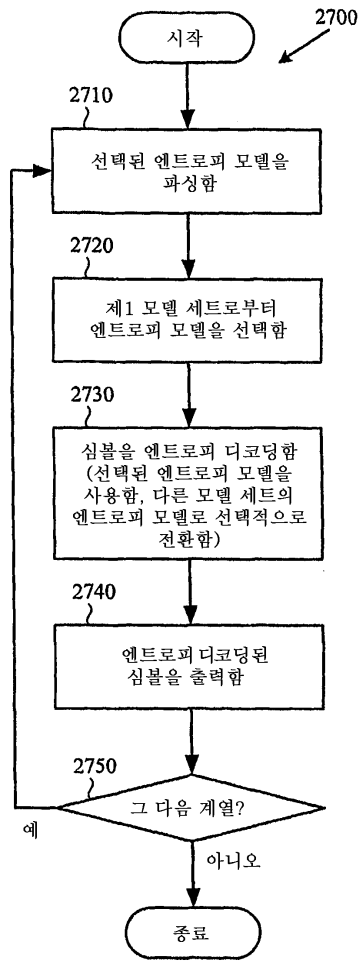 시작
2700
2710
선택된 엔트로피 모델을
파싱함
2720
제1 모델 세트로부터
엔트로피 모델을 선택함
2730
심볼을 엔트로피 디코딩함
(선택된 엔트로피 모델을
사용함, 다른 모델 세트의
엔트로피 모델로 선택적으로
전환함)
2740
엔트로피 디코딩된
심볼을 출력함
2750
그 다음 계열?
예
아니오
종료